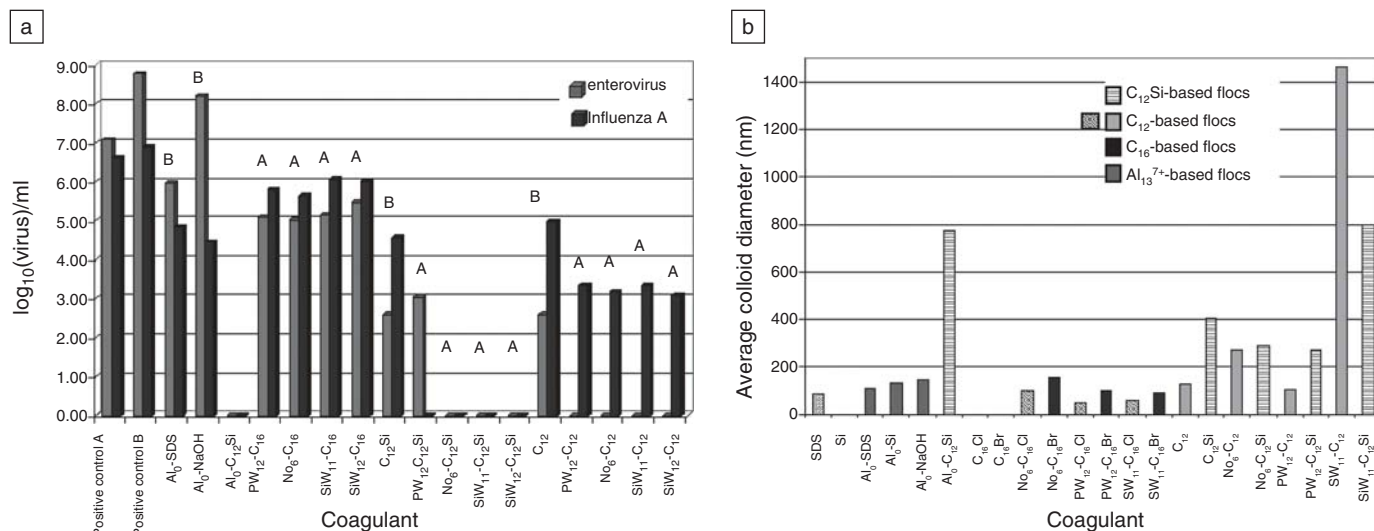 a
log₁₀(virus)/ml
9.00
8.00
7.00
6.00
5.00
4.00
3.00
2.00
1.00
0.00
enterovirus
Influenza A
B
B
A
A
A
A
B
A
A
A
A
B
A
A
A
A
Positive control A
Positive control B
Al₀-SDS
Al₀-NaOH
Al₀-C₁₂Si
PW₁₂-C₁₆
No₆-C₁₆
SiW₁₁-C₁₆
SiW₁₂-C₁₆
C₁₂Si
PW₁₂C₁₂Si
No₆-C₁₂Si
SiW₁₁-C₁₂Si
SiW₁₂-C₁₂Si
C₁₂
PW₁₂-C₁₂
No₆-C₁₂
SiW₁₁-C₁₂
SiW₁₂-C₁₂
Coagulant
b
Average colloid diameter (nm)
1400
1200
1000
800
600
400
200
0
C₁₂Si-based flocs
C₁₂-based flocs
C₁₆-based flocs
Al₁₃⁷⁺-based flocs
SDS
Si
Al₀-SDS
Al₀-Si
Al₀-NaOH
Al₀-C₁₂Si
C₁₆Cl
C₁₆Br
No₆-C₁₆Cl
No₆-C₁₆Br
PW₁₂-C₁₆Cl
PW₁₂-C₁₆Br
SW₁₁-C₁₆Cl
SW₁₁-C₁₆Br
C₁₂
C₁₂Si
No₆-C₁₂
No₆-C₁₂Si
PW₁₂-C₁₂
PW₁₂-C₁₂Si
SW₁₁-C₁₂
SiW₁₁-C₁₂Si
Coagulant